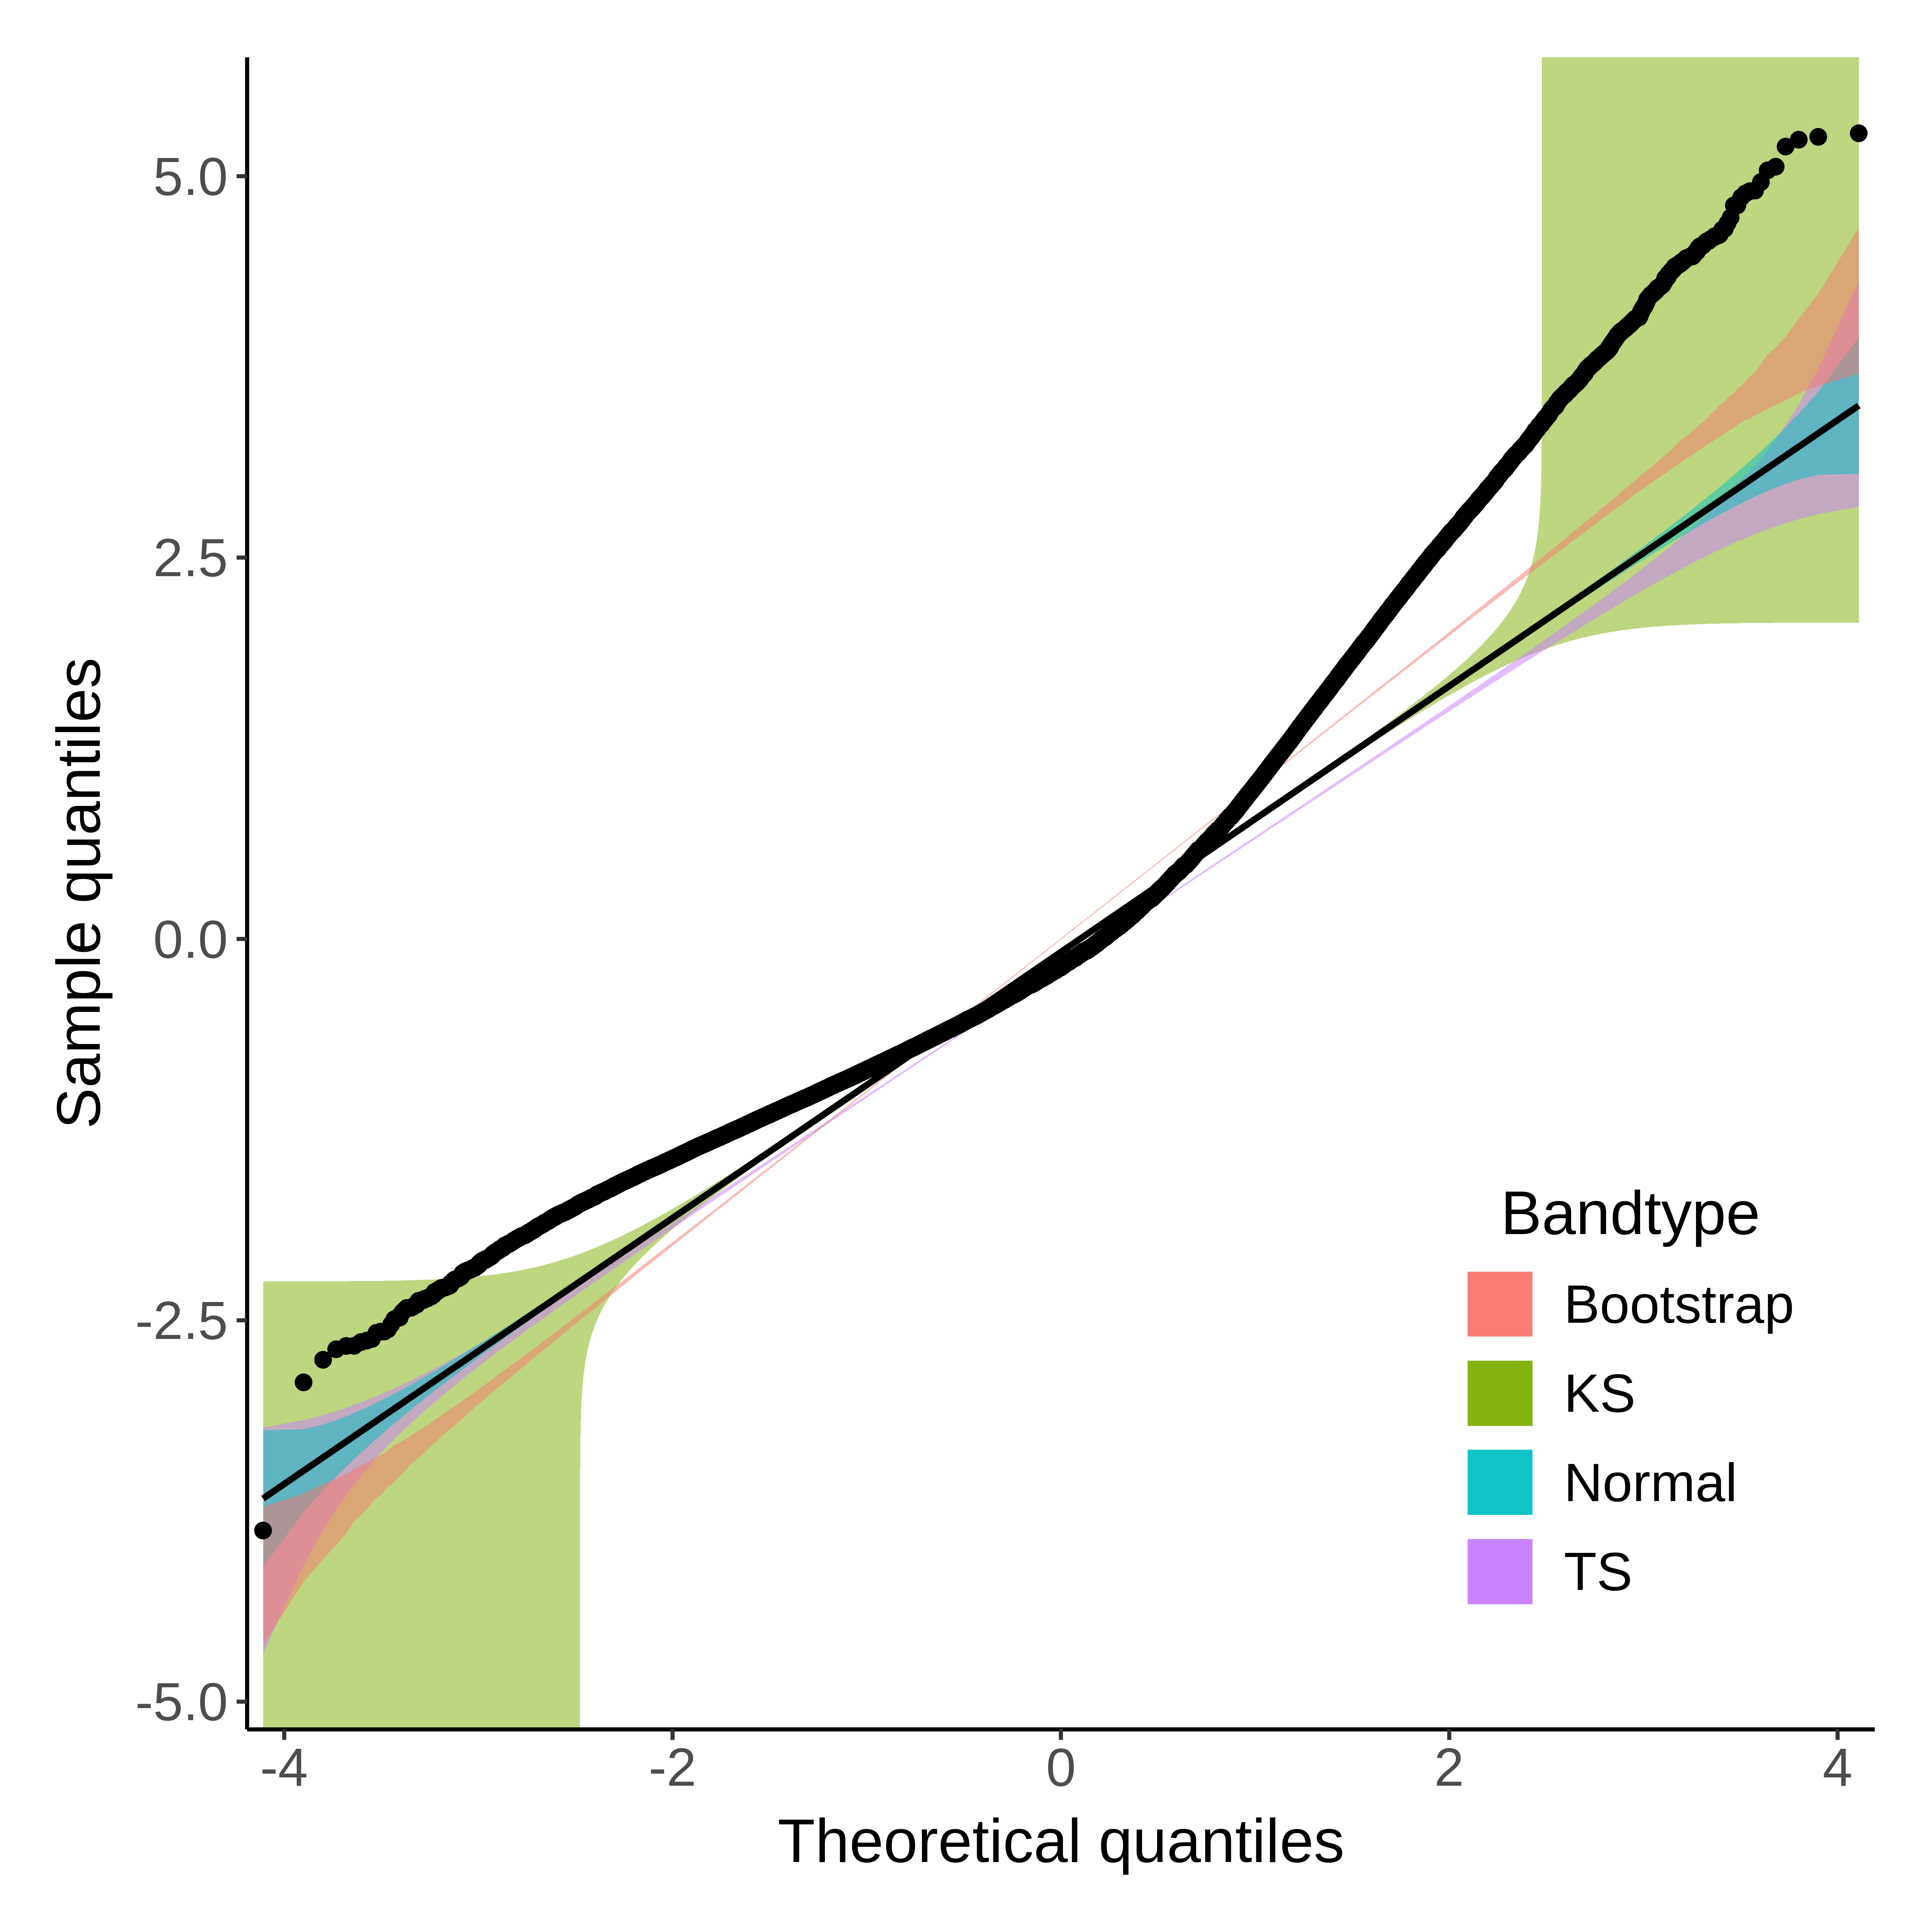 5.0
2.5
0.0
-2.5
-5.0
Sample quantiles
-4 -2 0 2 4
Theoretical quantiles
Bandtype
Bootstrap
KS
Normal
TS